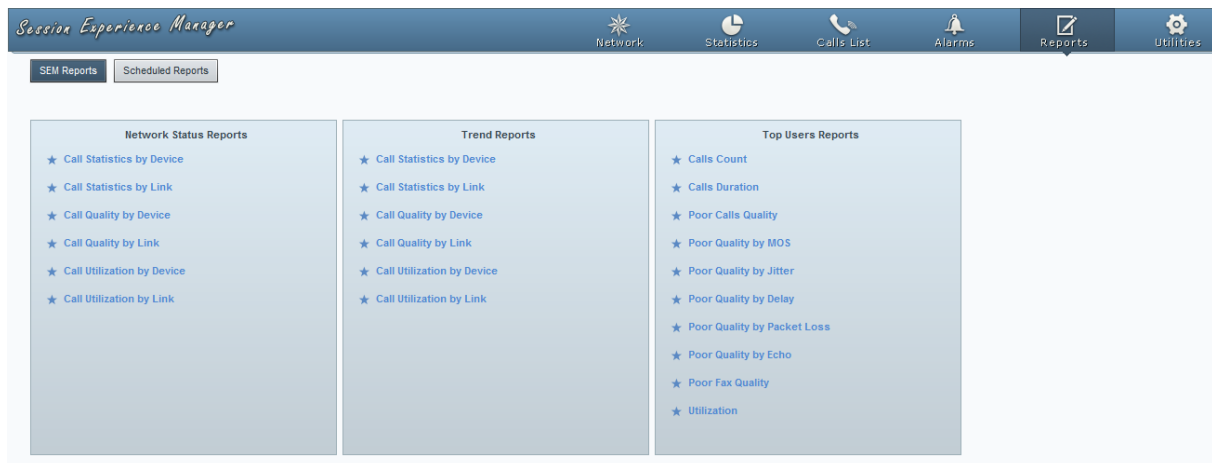 Session Experience Manager
Network Statistics Calls List Alarms Reports Utilities
SEM Reports Scheduled Reports
Network Status Reports
Call Statistics by Device
Call Statistics by Link
Call Quality by Device
Call Quality by Link
Call Utilization by Device
Call Utilization by Link
Trend Reports
Call Statistics by Device
Call Statistics by Link
Call Quality by Device
Call Quality by Link
Call Utilization by Device
Call Utilization by Link
Top Users Reports
Calls Count
Calls Duration
Poor Calls Quality
Poor Quality by MOS
Poor Quality by Jitter
Poor Quality by Delay
Poor Quality by Packet Loss
Poor Quality by Echo
Poor Fax Quality
Utilization